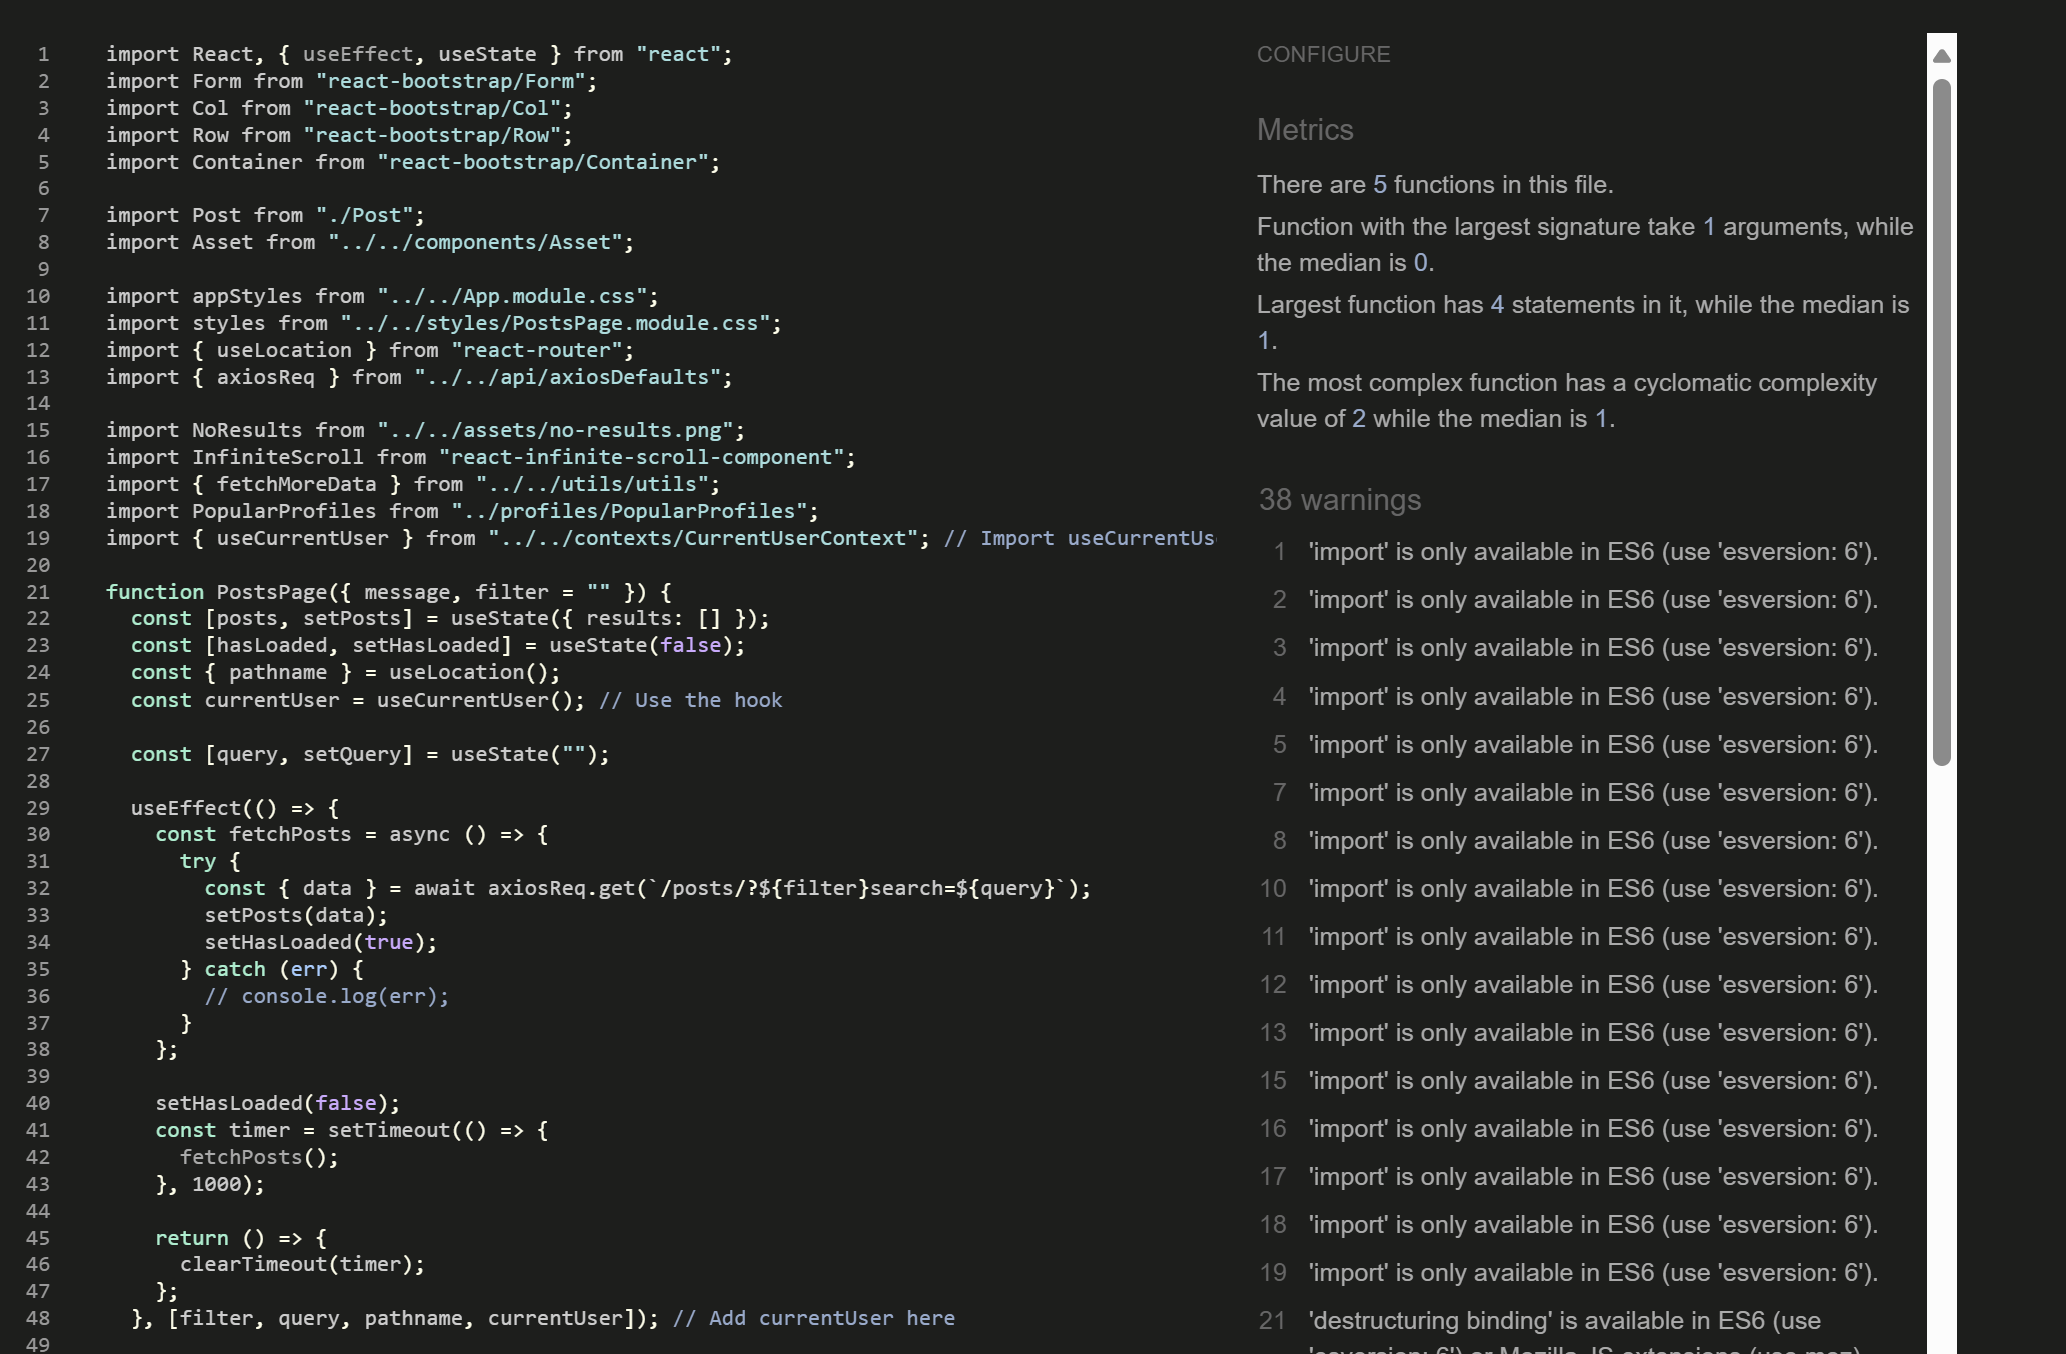 1 import React, { useEffect, useState } from "react";
2 import Form from "react-bootstrap/Form";
3 import Col from "react-bootstrap/Col";
4 import Row from "react-bootstrap/Row";
5 import Container from "react-bootstrap/Container";
6
7 import Post from "./Post";
8 import Asset from "../../components/Asset";
9
10 import appStyles from "../../App.module.css";
11 import styles from "../../styles/PostsPage.module.css";
12 import { useLocation } from "react-router";
13 import { axiosReq } from "../../api/axiosDefaults";
14
15 import NoResults from "../../assets/no-results.png";
16 import InfiniteScroll from "react-infinite-scroll-component";
17 import { fetchMoreData } from "../../utils/utils";
18 import PopularProfiles from "../profiles/PopularProfiles";
19 import { useCurrentUser } from "../../contexts/CurrentUserContext"; // Import useCurrentUs
20
21 function PostsPage({ message, filter = "" }) {
22   const [posts, setPosts] = useState({ results: [] });
23   const [hasLoaded, setHasLoaded] = useState(false);
24   const { pathname } = useLocation();
25   const currentUser = useCurrentUser(); // Use the hook
26
27   const [query, setQuery] = useState("");
28
29   useEffect(() => {
30     const fetchPosts = async () => {
31       try {
32         const { data } = await axiosReq.get(`/posts/?${filter}search=${query}`);
33         setPosts(data);
34         setHasLoaded(true);
35       } catch (err) {
36         // console.log(err);
37       }
38     };
39
40     setHasLoaded(false);
41     const timer = setTimeout(() => {
42       fetchPosts();
43     }, 1000);
44
45     return () => {
46       clearTimeout(timer);
47     };
48   }, [filter, query, pathname, currentUser]); // Add currentUser here
49
CONFIGURE
Metrics
There are 5 functions in this file.
Function with the largest signature take 1 arguments, while
the median is 0.
Largest function has 4 statements in it, while the median is
1.
The most complex function has a cyclomatic complexity
value of 2 while the median is 1.
38 warnings
1 'import' is only available in ES6 (use 'esversion: 6').
2 'import' is only available in ES6 (use 'esversion: 6').
3 'import' is only available in ES6 (use 'esversion: 6').
4 'import' is only available in ES6 (use 'esversion: 6').
5 'import' is only available in ES6 (use 'esversion: 6').
7 'import' is only available in ES6 (use 'esversion: 6').
8 'import' is only available in ES6 (use 'esversion: 6').
10 'import' is only available in ES6 (use 'esversion: 6').
11 'import' is only available in ES6 (use 'esversion: 6').
12 'import' is only available in ES6 (use 'esversion: 6').
13 'import' is only available in ES6 (use 'esversion: 6').
15 'import' is only available in ES6 (use 'esversion: 6').
16 'import' is only available in ES6 (use 'esversion: 6').
17 'import' is only available in ES6 (use 'esversion: 6').
18 'import' is only available in ES6 (use 'esversion: 6').
19 'import' is only available in ES6 (use 'esversion: 6').
21 'destructuring binding' is available in ES6 (use
'esversion: 6') or Mozilla JS extensions (use moz).